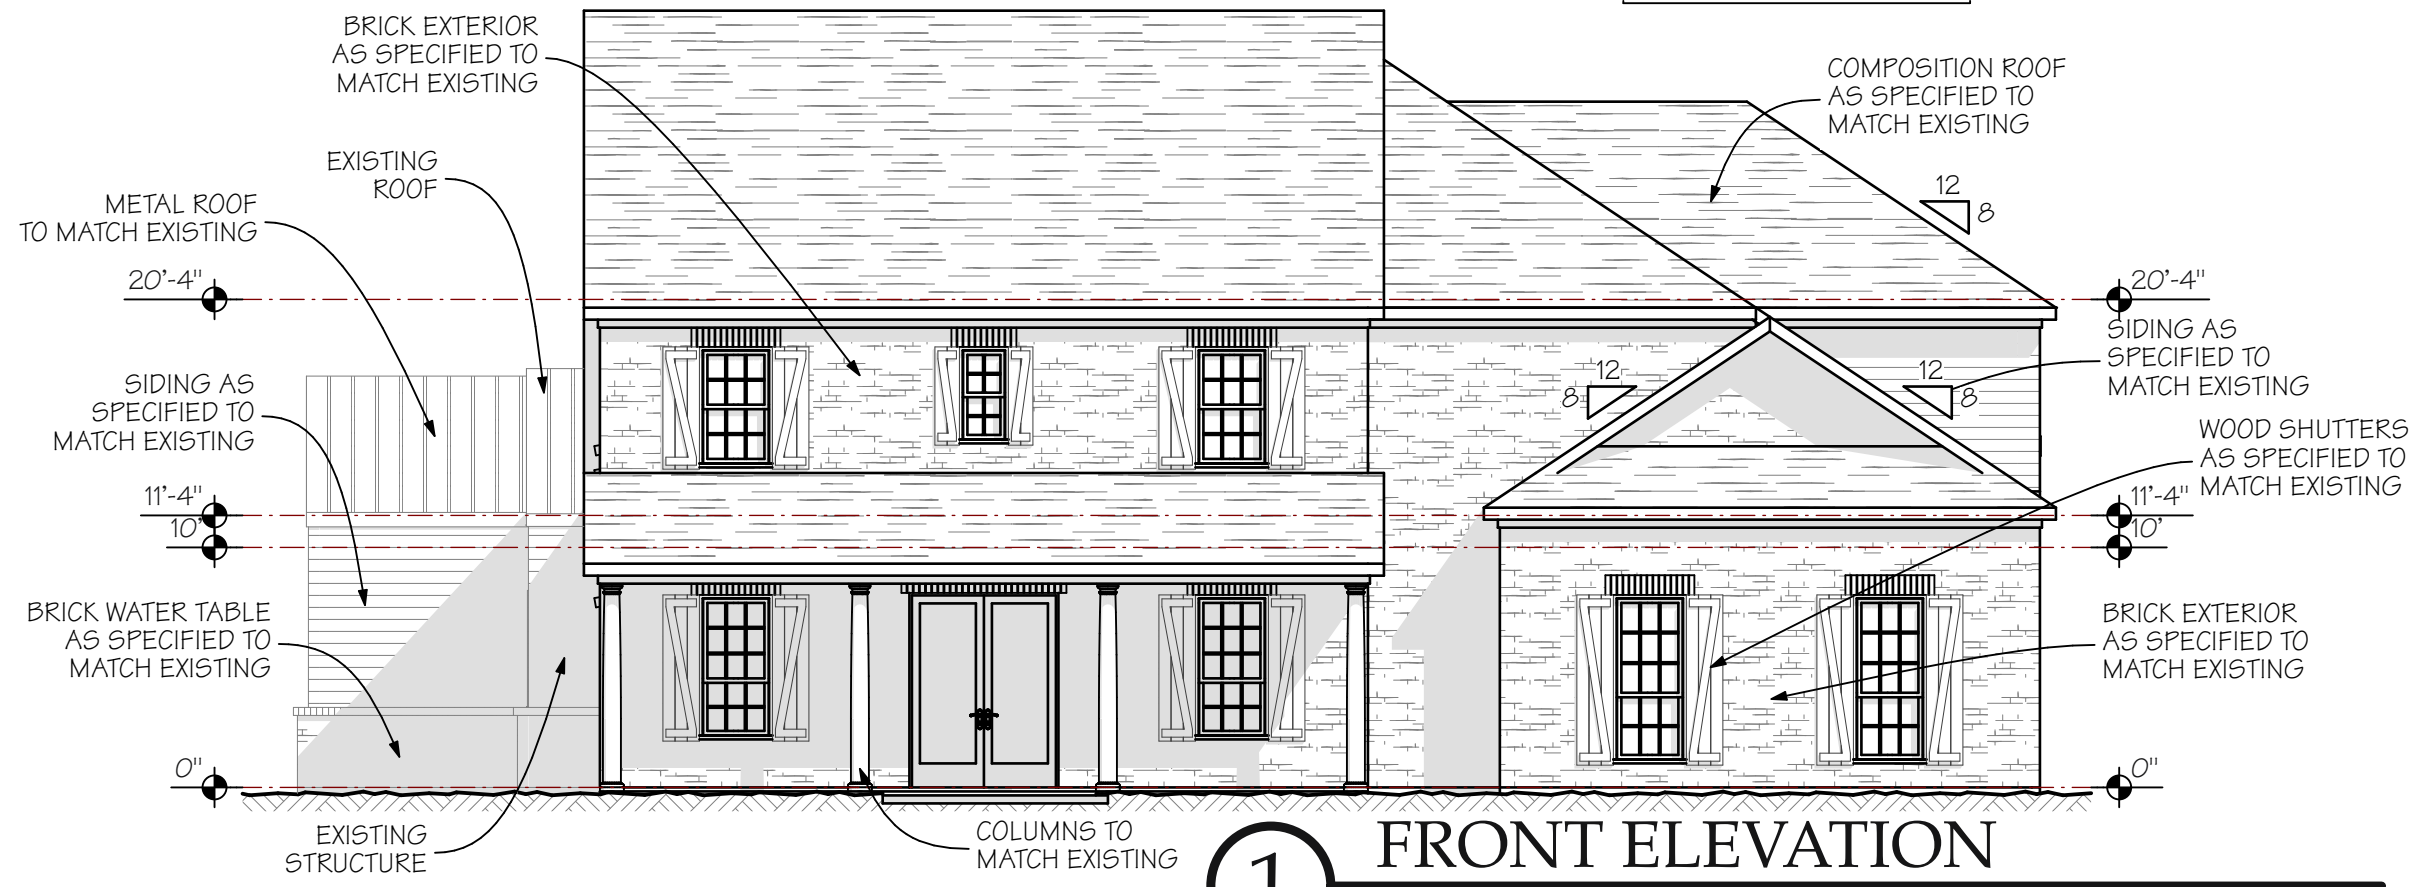 BRICK EXTERIOR
AS SPECIFIED TO
MATCH EXISTING
COMPOSITION ROOF
AS SPECIFIED TO
MATCH EXISTING
EXISTING
ROOF
METAL ROOF
TO MATCH EXISTING
12
8
20'-4"
20'-4"
SIDING AS
SPECIFIED TO
MATCH EXISTING
12
8
12
8
SIDING AS
SPECIFIED TO
MATCH EXISTING
WOOD SHUTTERS
AS SPECIFIED TO
MATCH EXISTING
11'-4"
10'
11'-4"
10'
BRICK WATER TABLE
AS SPECIFIED TO
MATCH EXISTING
BRICK EXTERIOR
AS SPECIFIED TO
MATCH EXISTING
0"
0"
EXISTING
STRUCTURE
COLUMNS TO
MATCH EXISTING
1
FRONT ELEVATION